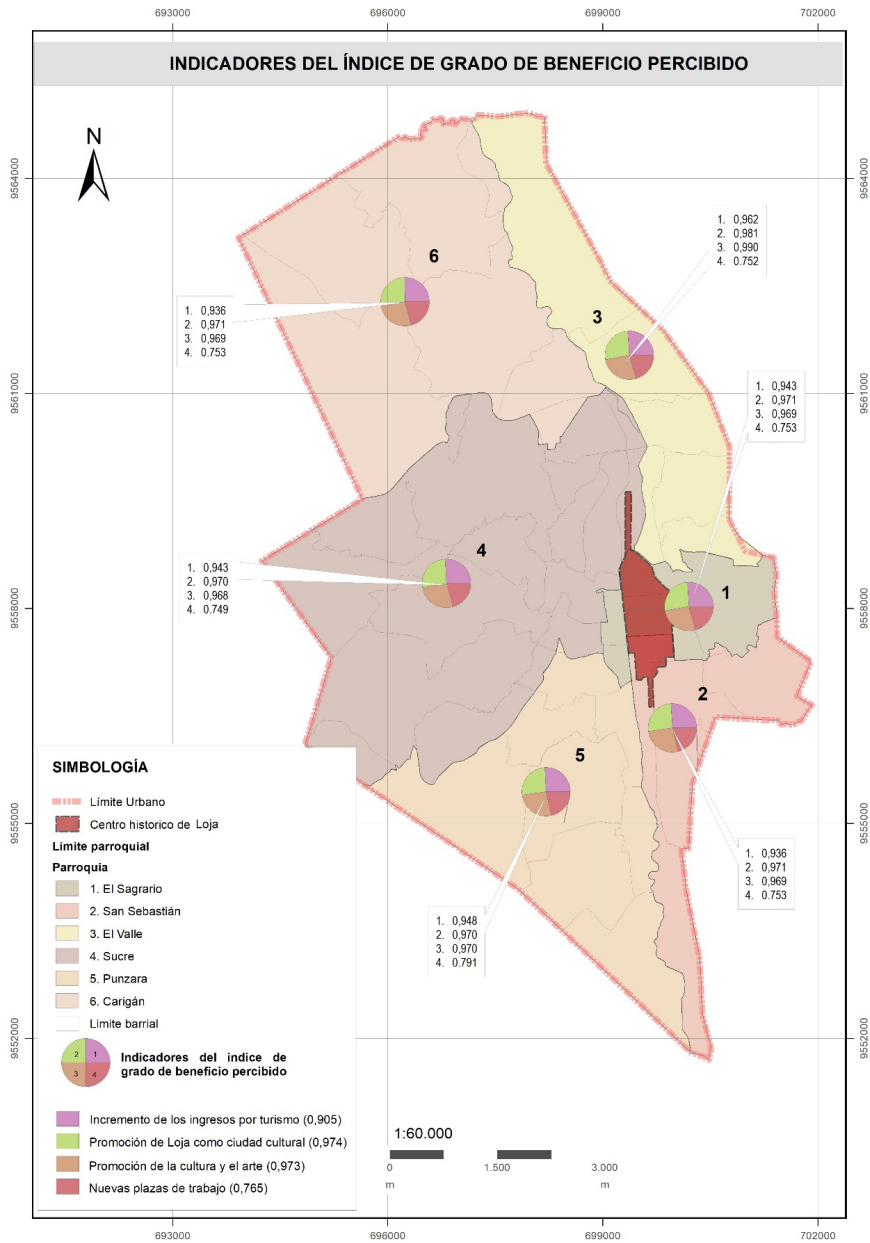 693000
696000
699000
702000
INDICADORES DEL ÍNDICE DE GRADO DE BENEFICIO PERCIBIDO
N
9564000
9564000
1. 0,962
2. 0,981
3. 0,990
4. 0.752
6
3
1. 0,936
2. 0,971
3. 0,969
4. 0.753
9561000
9561000
1. 0,943
2. 0,971
3. 0,969
4. 0.753
4
1. 0,943
2. 0,970
3. 0,968
4. 0.749
1
9558000
9558000
2
5
SIMBOLOGÍA
Límite Urbano
Centro historico de Loja
Limite parroquial
Parroquia
1. El Sagrario
2. San Sebastián
3. El Valle
4. Sucre
5. Punzara
6. Carigán
Limite barrial
2 1
3 4
Indicadores del indice de
grado de beneficio percibido
Incremento de los ingresos por turismo (0,905)
Promoción de Loja como ciudad cultural (0,974)
Promoción de la cultura y el arte (0,973)
Nuevas plazas de trabajo (0,765)
9555000
9555000
1. 0,936
2. 0,971
3. 0,969
4. 0.753
1. 0,948
2. 0,970
3. 0,970
4. 0.791
9552000
9552000
1:60.000
0 1.500 3.000
m m
693000
696000
699000
702000